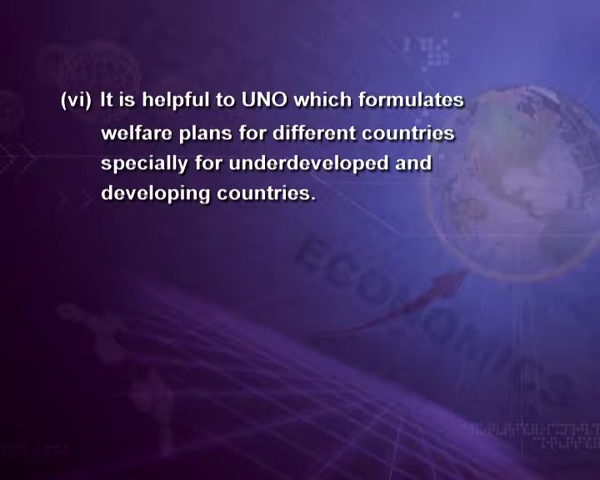 (vi) It is helpful to UNO which formulates
welfare plans for different countries
specially for underdeveloped and
developing countries.
ECONOMICS